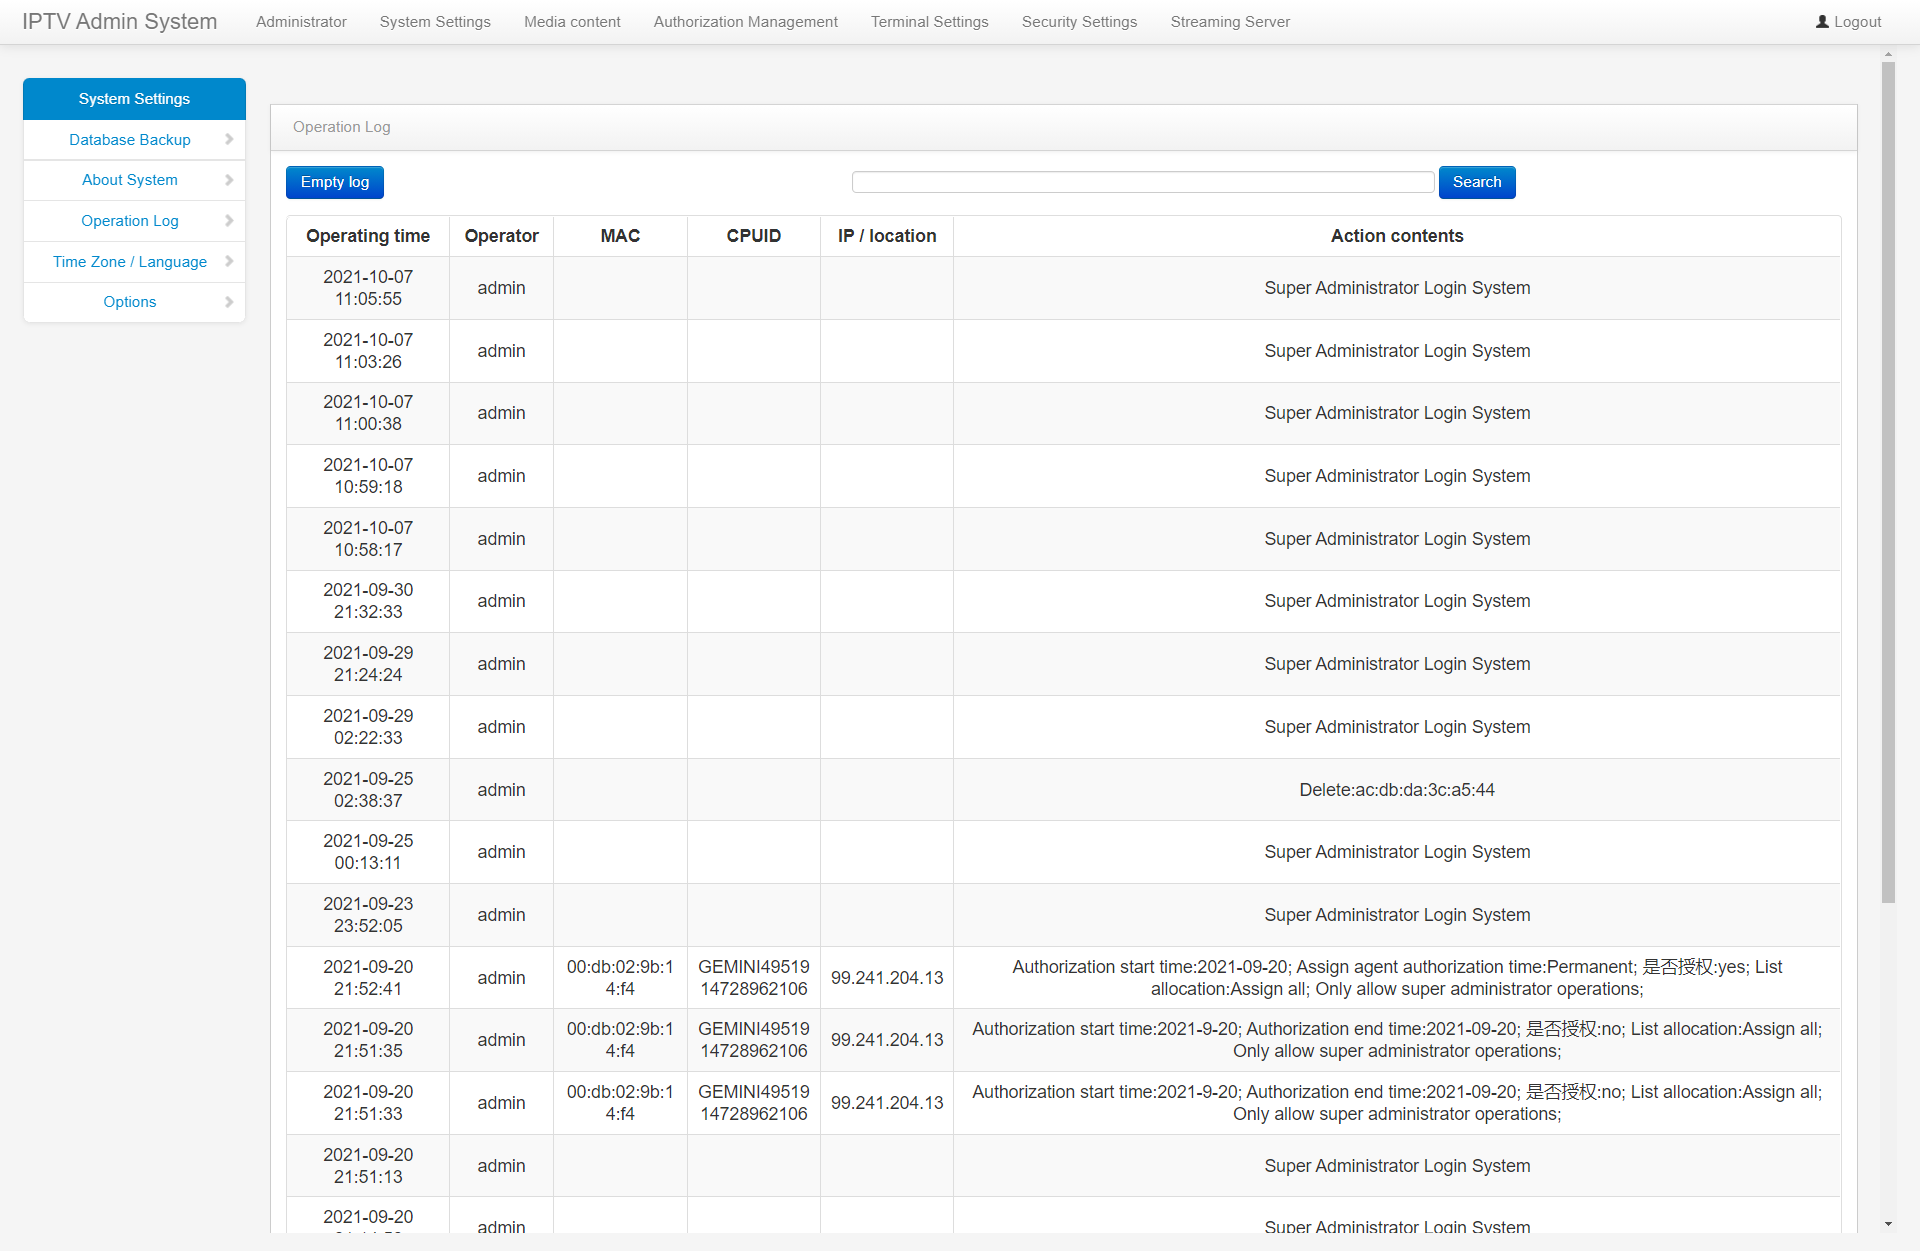 IPTV Admin System Administrator System Settings Media content Authorization Management Terminal Settings Security Settings Streaming Server Logout
System Settings
Database Backup
About System
Operation Log
Time Zone / Language
Options
Operation Log
Empty log Search
Operating time Operator MAC CPUID IP / location Action contents
2021-10-07
11:05:55
admin Super Administrator Login System
2021-10-07
11:03:26
admin Super Administrator Login System
2021-10-07
11:00:38
admin Super Administrator Login System
2021-10-07
10:59:18
admin Super Administrator Login System
2021-10-07
10:58:17
admin Super Administrator Login System
2021-09-30
21:32:33
admin Super Administrator Login System
2021-09-29
21:24:24
admin Super Administrator Login System
2021-09-29
02:22:33
admin Super Administrator Login System
2021-09-25
02:38:37
admin Delete:ac:db:da:3c:a5:44
2021-09-25
00:13:11
admin Super Administrator Login System
2021-09-23
23:52:05
admin Super Administrator Login System
2021-09-20
21:52:41
admin
00:db:02:9b:1
4:f4
GEMINI49519
14728962106
99.241.204.13
Authorization start time:2021-09-20; Assign agent authorization time:Permanent; 是否授权:yes; List
allocation:Assign all; Only allow super administrator operations;
2021-09-20
21:51:35
admin
00:db:02:9b:1
4:f4
GEMINI49519
14728962106
99.241.204.13
Authorization start time:2021-9-20; Authorization end time:2021-09-20; 是否授权:no; List allocation:Assign all;
Only allow super administrator operations;
2021-09-20
21:51:33
admin
00:db:02:9b:1
4:f4
GEMINI49519
14728962106
99.241.204.13
Authorization start time:2021-9-20; Authorization end time:2021-09-20; 是否授权:no; List allocation:Assign all;
Only allow super administrator operations;
2021-09-20
21:51:13
admin Super Administrator Login System
2021-09-20
admin Super Administrator Login System